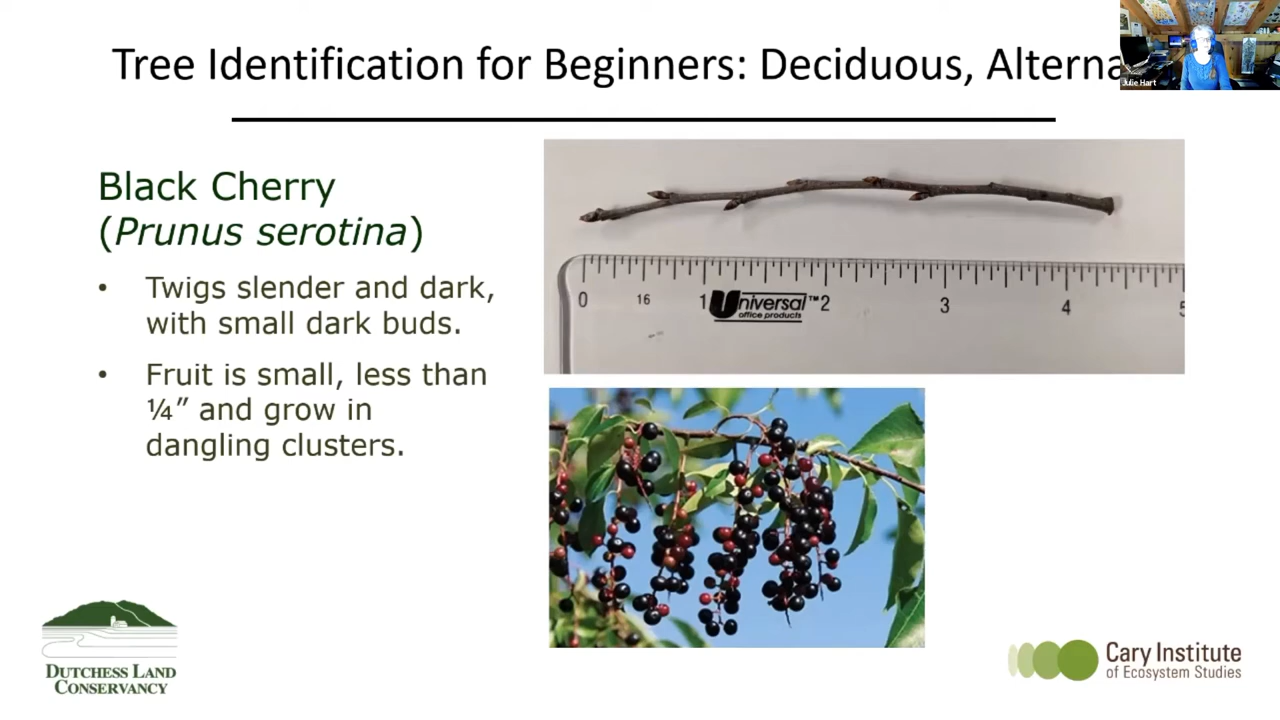 Tree Identification for Beginners: Deciduous, Alterna
Julie Hart
Black Cherry
(Prunus serotina)
• Twigs slender and dark,
with small dark buds.
• Fruit is small, less than
¼” and grow in
dangling clusters.
0 16 1 Universal™ 2 3 4 5
office products
DUTCHESS LAND
CONSERVANCY
Cary Institute
of Ecosystem Studies